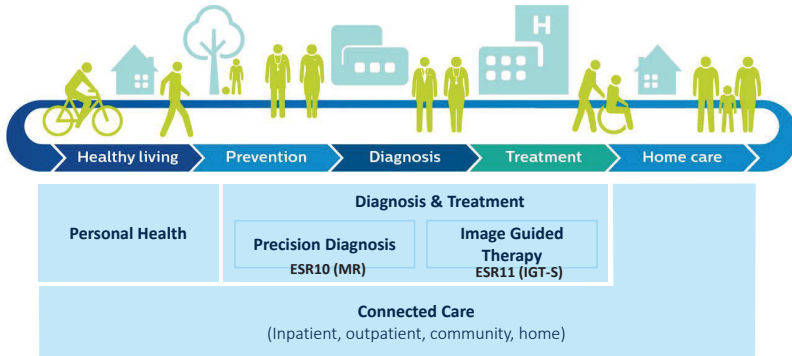 H
Healthy living
Prevention
Diagnosis
Treatment
Home care
Personal Health
Diagnosis & Treatment
Precision Diagnosis
ESR10 (MR)
Image Guided
Therapy
ESR11 (IGT-S)
Connected Care
(Inpatient, outpatient, community, home)